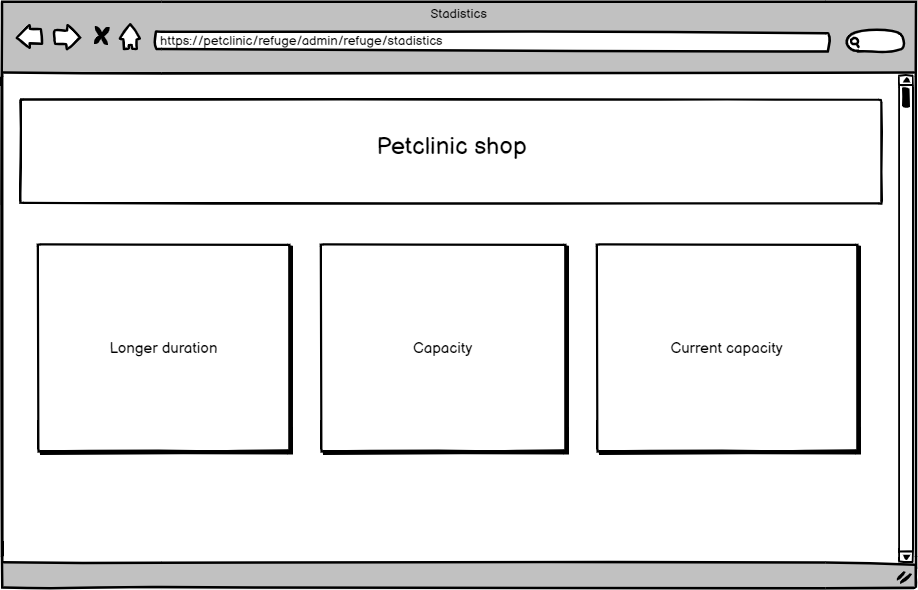 Stadistics
https://petclinic/refuge/admin/refuge/stadistics
Petclinic shop
Longer duration
Capacity
Current capacity